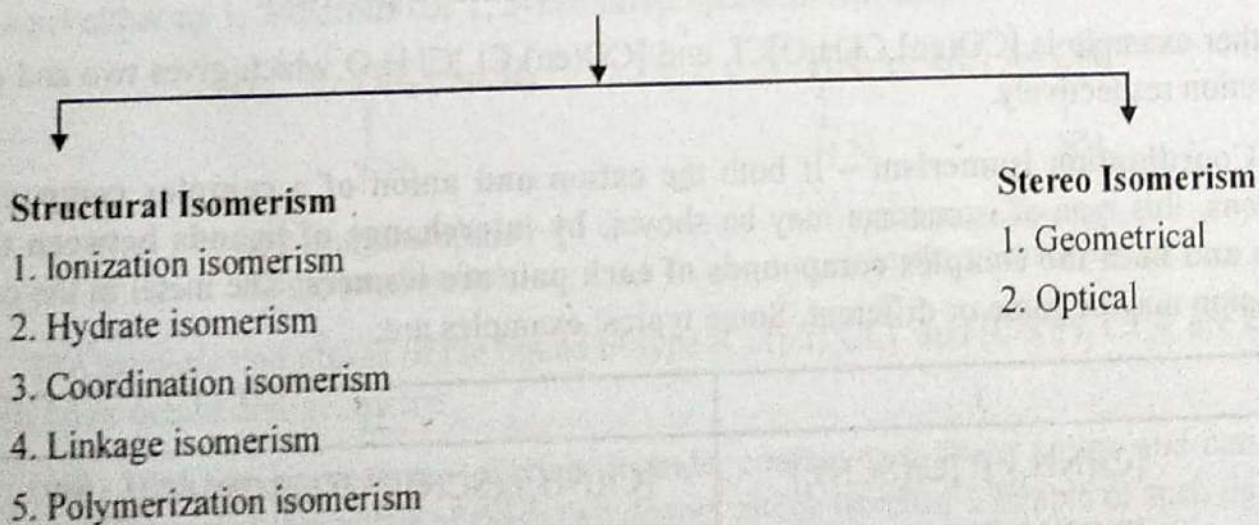 Structural Isomerism
1. Ionization isomerism
2. Hydrate isomerism
3. Coordination isomerism
4. Linkage isomerism
5. Polymerization isomerism
Stereo Isomerism
1. Geometrical
2. Optical